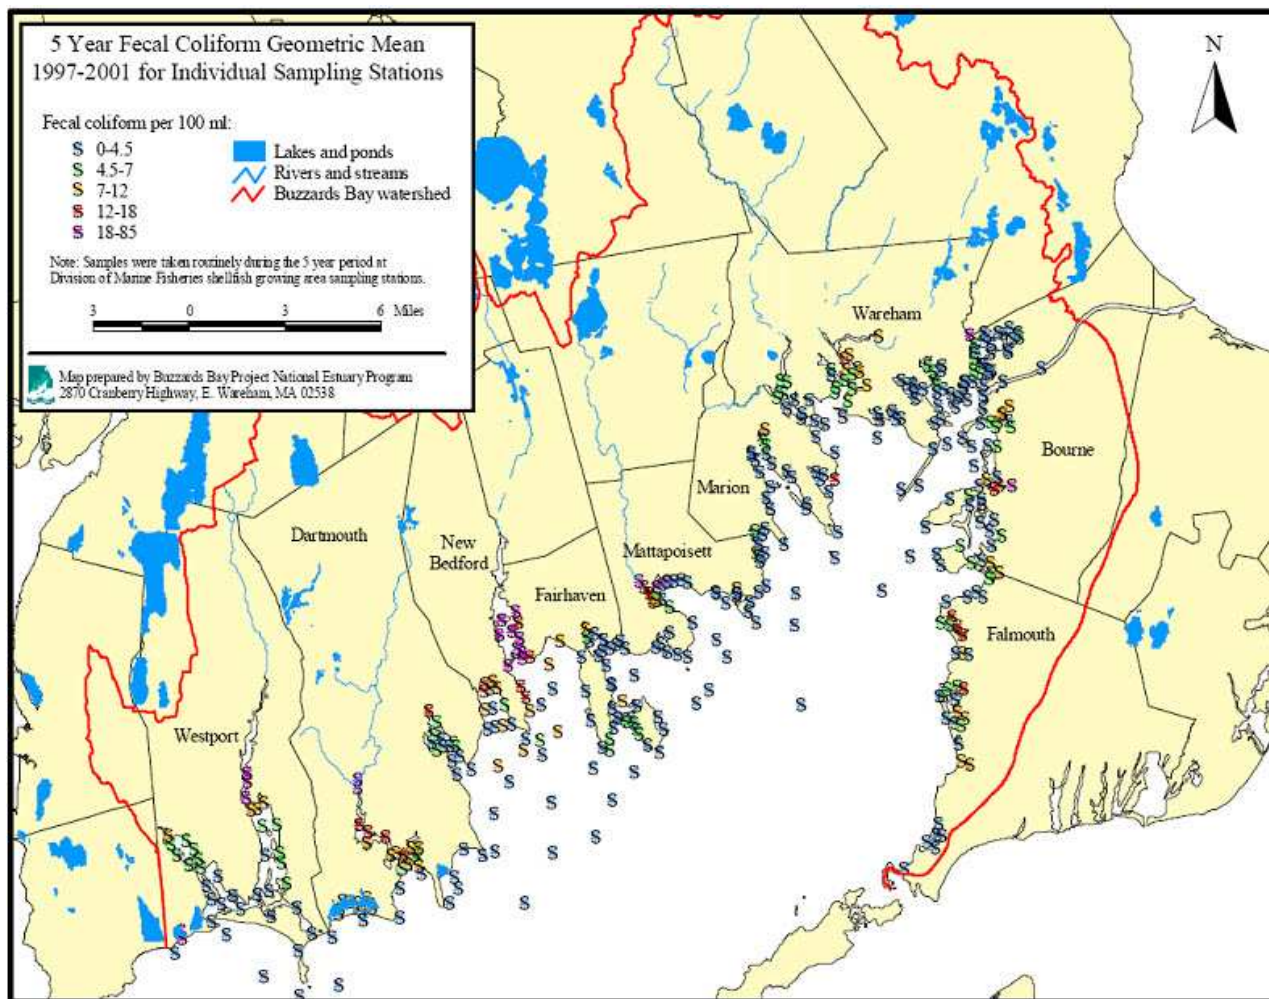 5 Year Fecal Coliform Geometric Mean
1997-2001 for Individual Sampling Stations
Fecal coliform per 100 ml:
S 0-4.5
S 4.5-7
S 7-12
S 12-18
S 18-85
Lakes and ponds
Rivers and streams
Buzzards Bay watershed
Note: Samples were taken routinely during the 5 year period at
Division of Marine Fisheries shellfish growing area sampling stations.
3 0 3 6 Miles
Map prepared by Buzzards Bay Project National Estuary Program
2870 Cranberry Highway, E. Wareham, MA 02538
N
Wareham
Bourne
Marion
Dartmouth
New
Bedford
Mattapoisett
Fairhaven
Falmouth
Westport